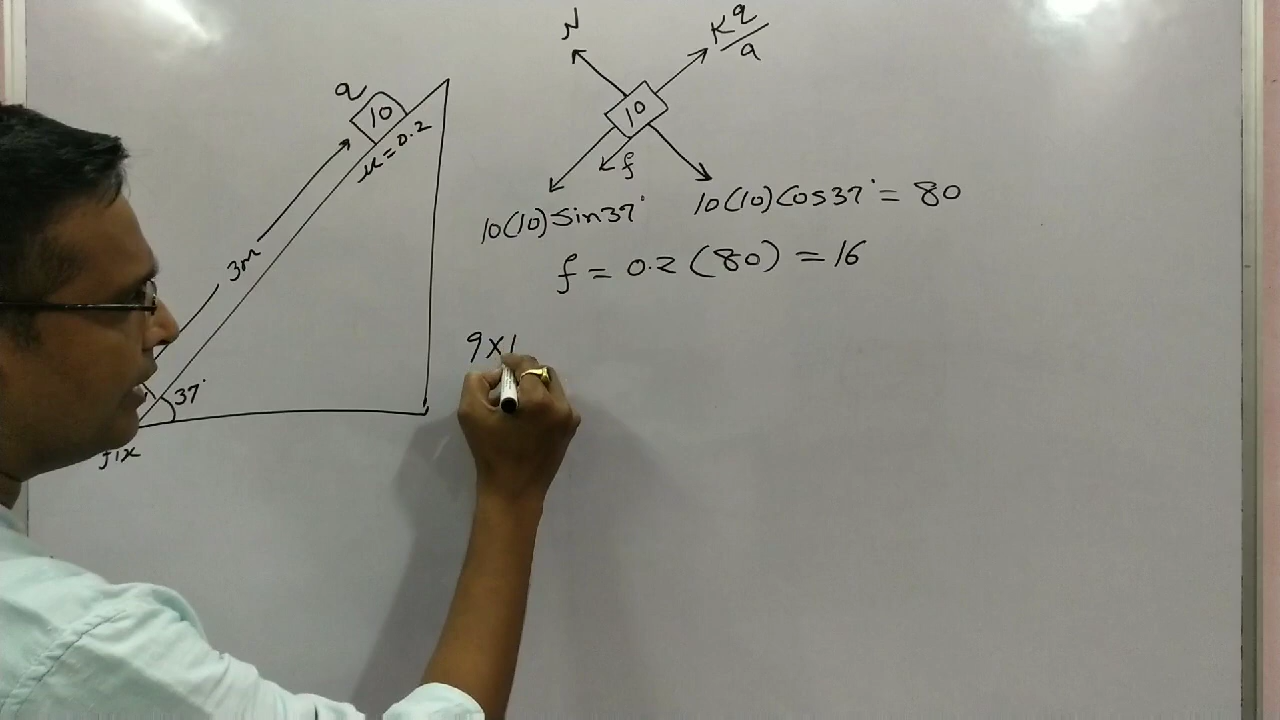 q
10
μ = 0.2
3m
37°
fix
N
Kq/9
10
f
10(10)sin37°
10(10)cos37° = 80
f = 0.2 (80) = 16
9x1